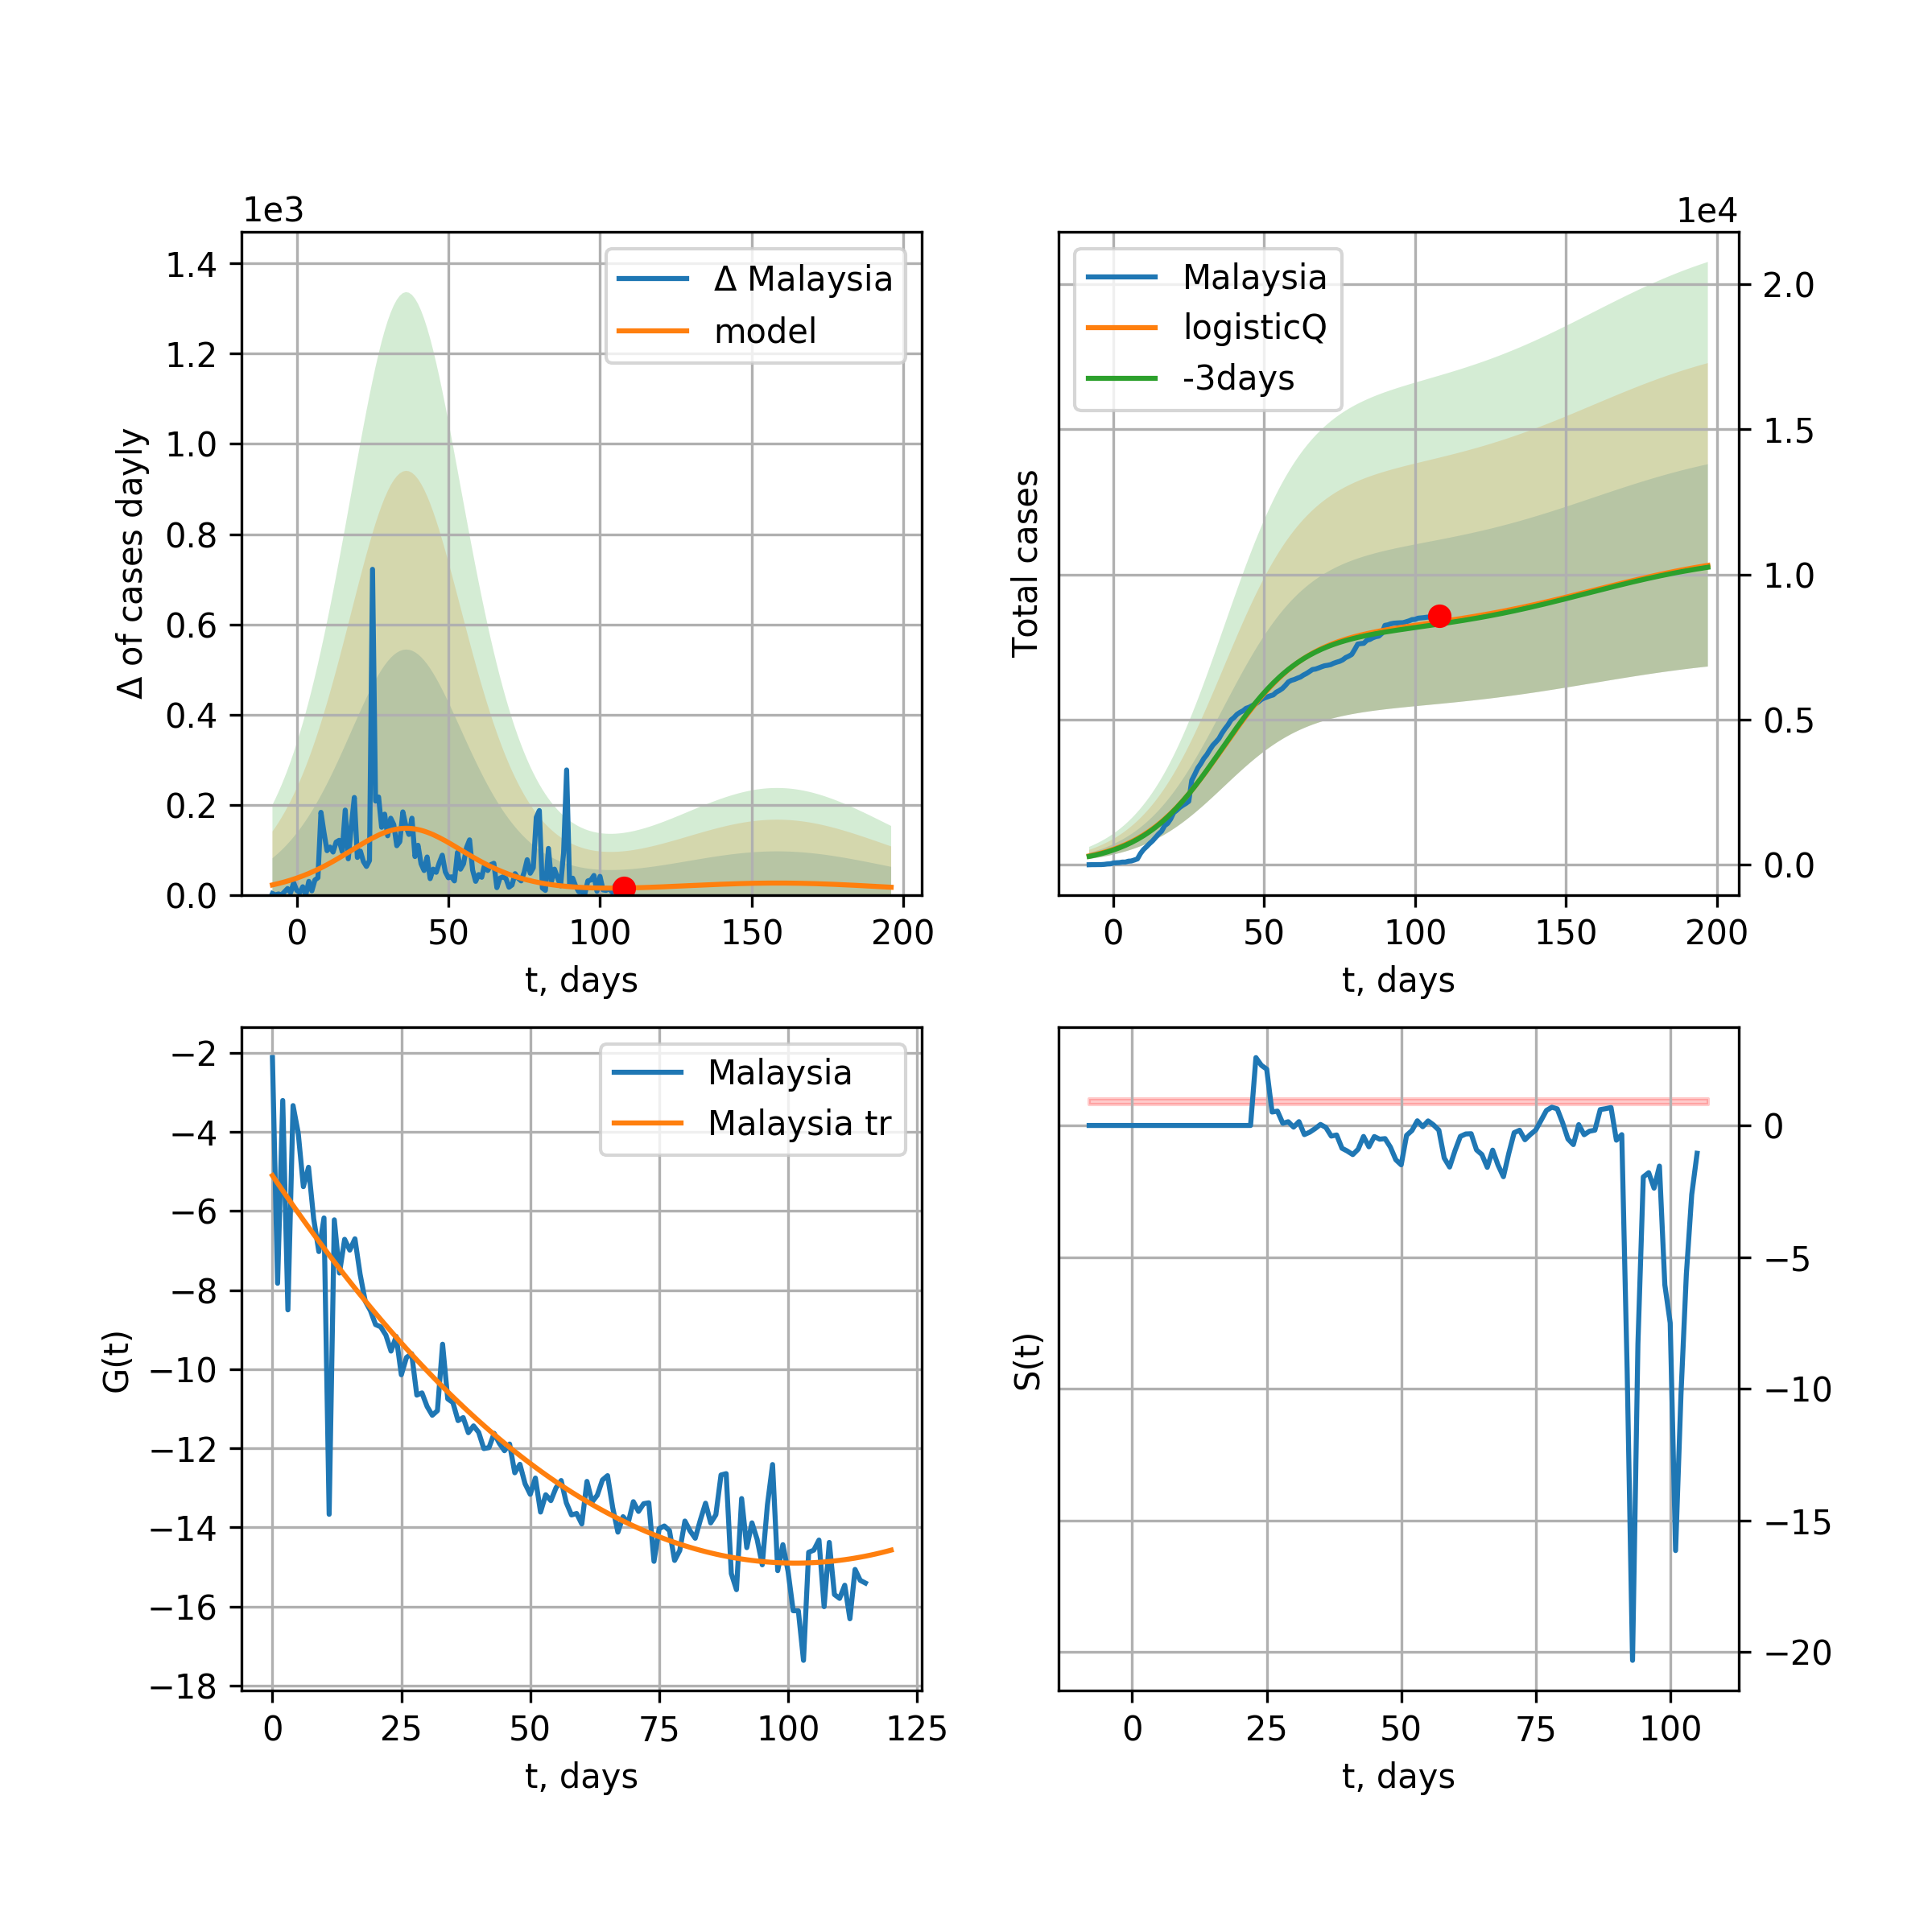 1e3
1.4
1.2
1.0
0.8
0.6
0.4
0.2
0.0
Δ of cases dayly
Δ Malaysia
model
0 50 100 150 200
t, days
1e4
Malaysia
logisticQ
-3days
Total cases
2.0
1.5
1.0
0.5
0.0
0 50 100 150 200
t, days
−2
−4
−6
−8
−10
−12
−14
−16
−18
G(t)
Malaysia
Malaysia tr
0 25 50 75 100 125
t, days
S(t)
0
−5
−10
−15
−20
0 25 50 75 100
t, days